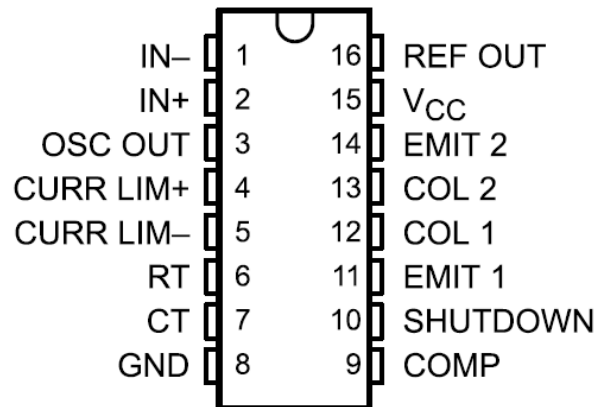 IN– 1 16 REF OUT
IN+ 2 15 VCC
OSC OUT 3 14 EMIT 2
CURR LIM+ 4 13 COL 2
CURR LIM– 5 12 COL 1
RT 6 11 EMIT 1
CT 7 10 SHUTDOWN
GND 8 9 COMP